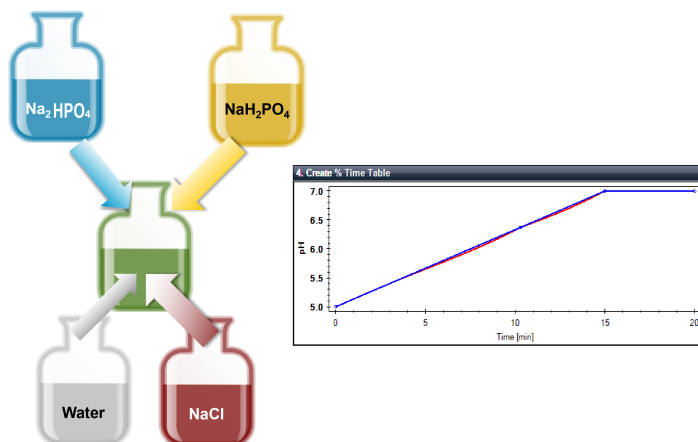 Na₂HPO₄
NaH₂PO₄
4. Create % Time Table
7.0
6.5
6.0
5.5
5.0
pH
0
5
10
15
20
Time [min]
Water
NaCl